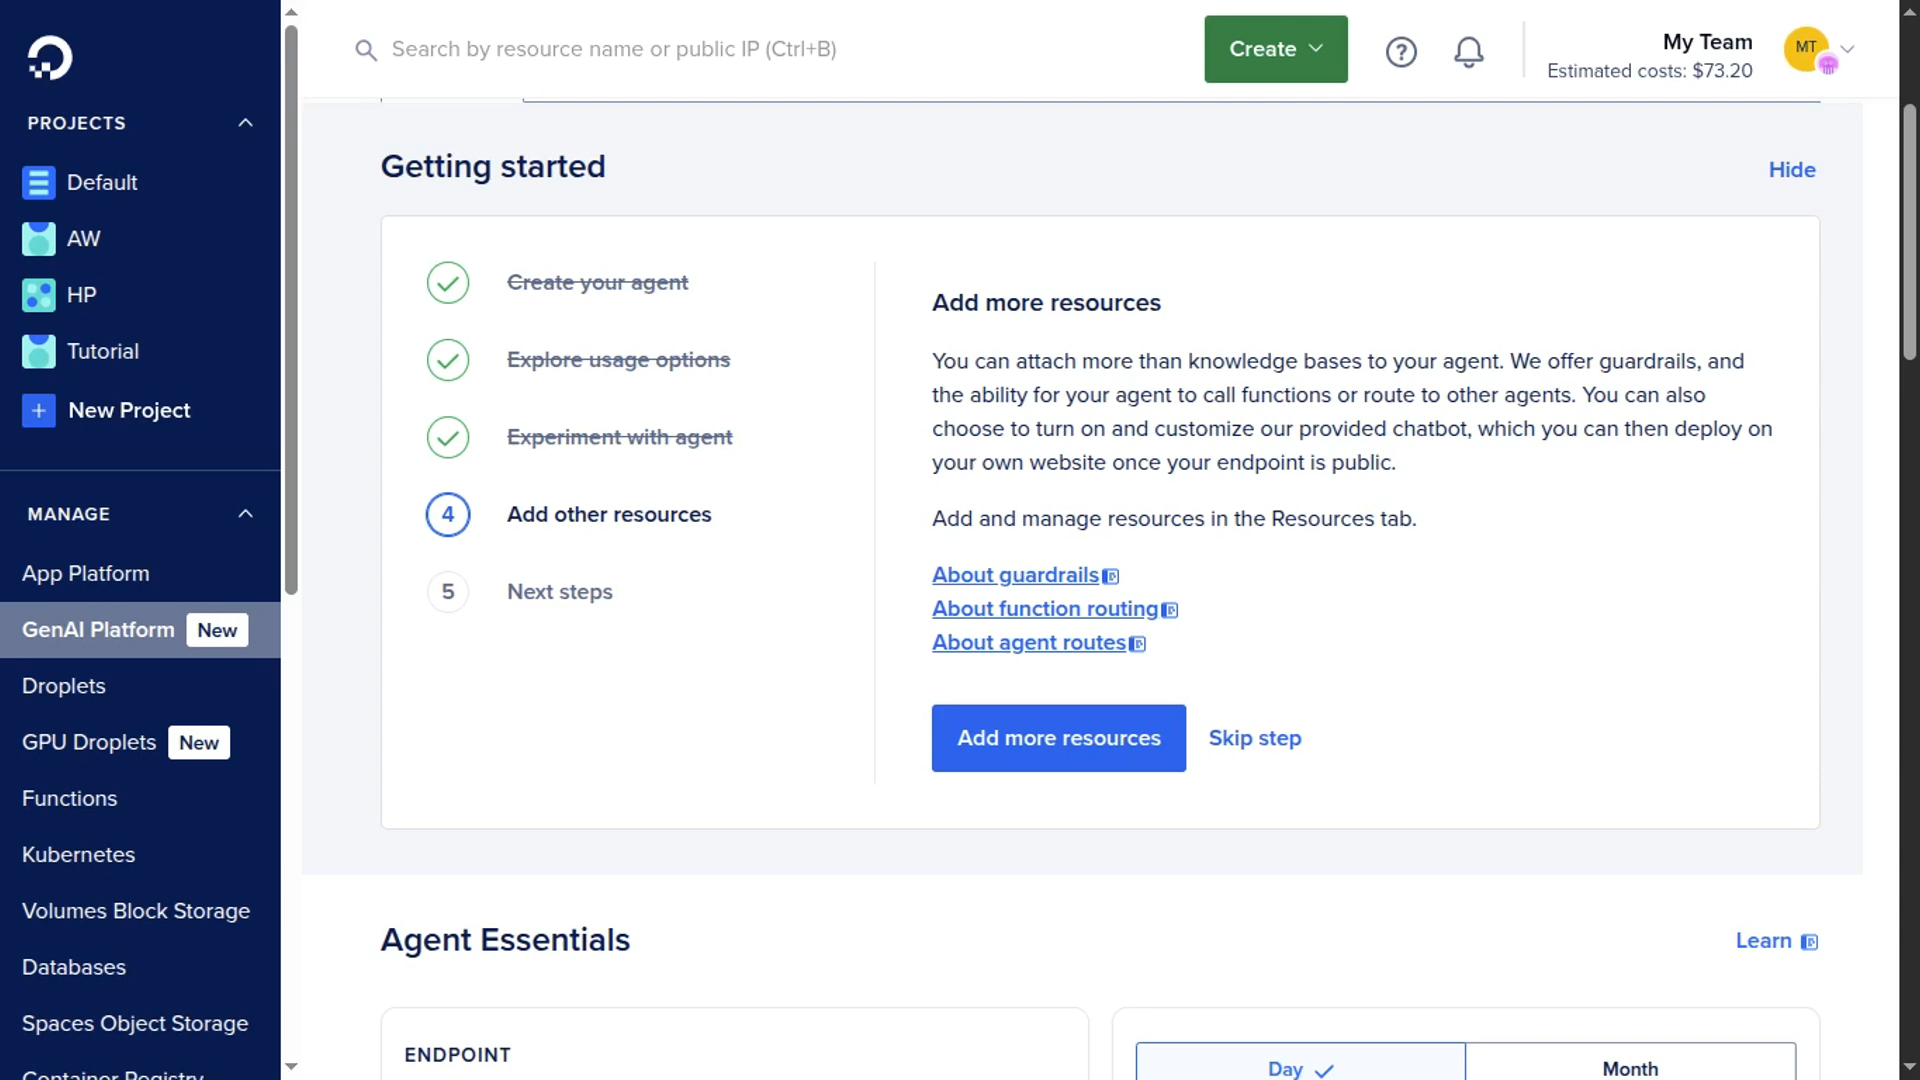 Search by resource name or public IP (Ctrl+B)
Create
My Team
Estimated costs: $73.20
MT
PROJECTS
Default
AW
HP
Tutorial
New Project
MANAGE
App Platform
GenAI Platform New
Droplets
GPU Droplets New
Functions
Kubernetes
Volumes Block Storage
Databases
Spaces Object Storage
Container Registry
Getting started
Hide
Create your agent
Explore usage options
Experiment with agent
4 Add other resources
5 Next steps
Add more resources
You can attach more than knowledge bases to your agent. We offer guardrails, and
the ability for your agent to call functions or route to other agents. You can also
choose to turn on and customize our provided chatbot, which you can then deploy on
your own website once your endpoint is public.
Add and manage resources in the Resources tab.
About guardrails
About function routing
About agent routes
Add more resources
Skip step
Agent Essentials
Learn
ENDPOINT
Day
Month